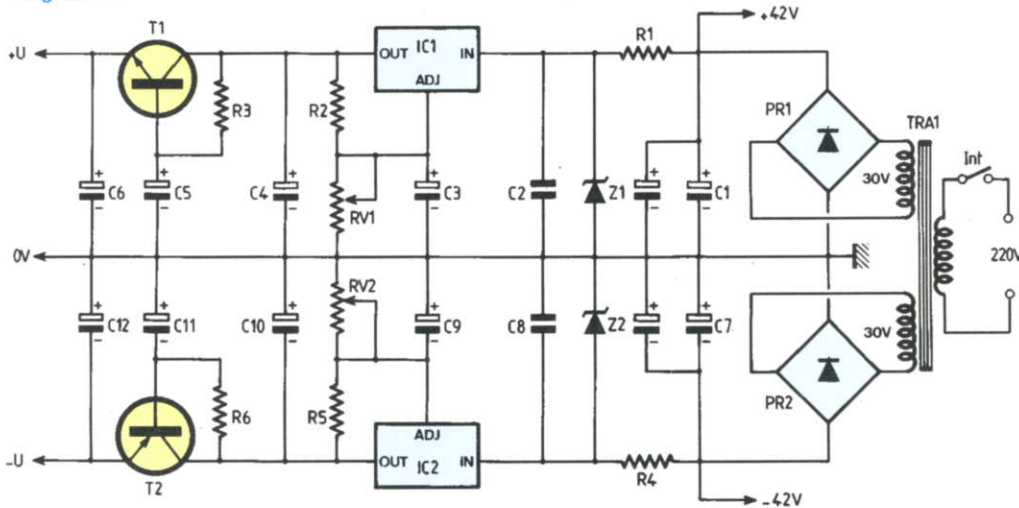 +42V
T1
+U
OUT
IC1
IN
ADJ
R1
R3
R2
PR1
TRA1
Int
30V
C6
C5
C4
RV1
C3
C2
Z1
C1
0V
220V
RV2
C12
C11
C10
C9
C8
Z2
C7
30V
R6
R5
PR2
ADJ
OUT
IC2
IN
-U
T2
R4
-42V